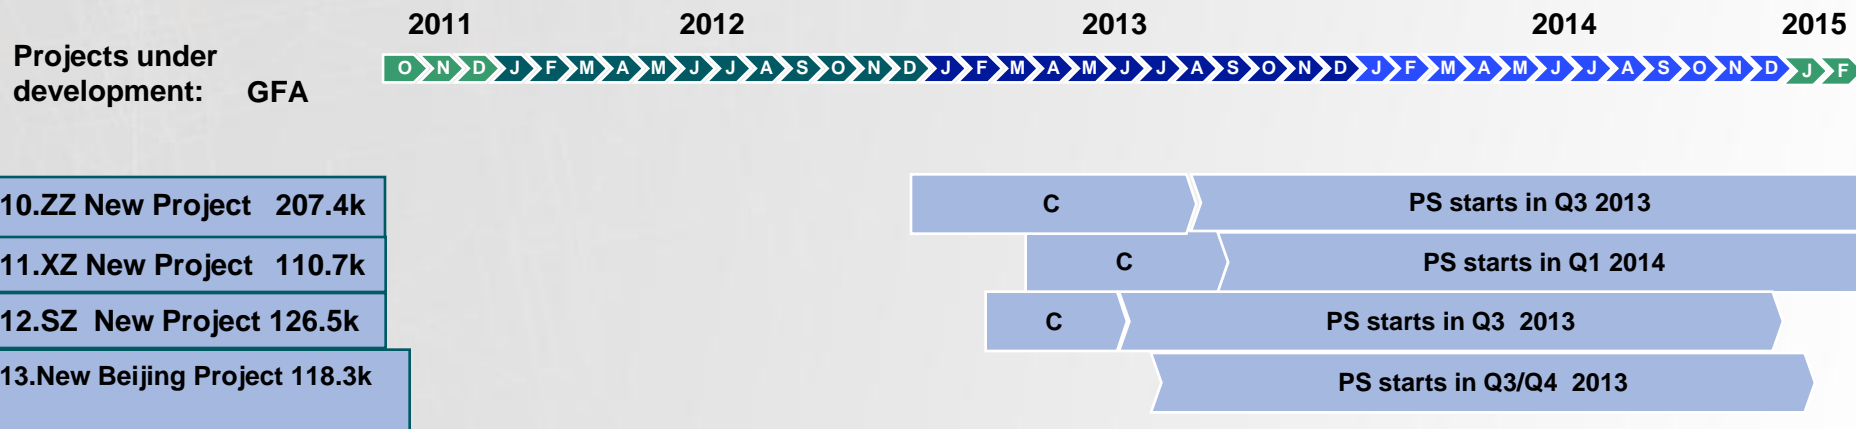 2011 2012 2013 2014 2015
Projects under
development: GFA
O N D J F M A M J J A S O N D J F M A M J J A S O N D J F M A M J J A S O N D J F
10.ZZ New Project 207.4k C PS starts in Q3 2013
11.XZ New Project 110.7k C PS starts in Q1 2014
12.SZ New Project 126.5k C PS starts in Q3 2013
13.New Beijing Project 118.3k PS starts in Q3/Q4 2013